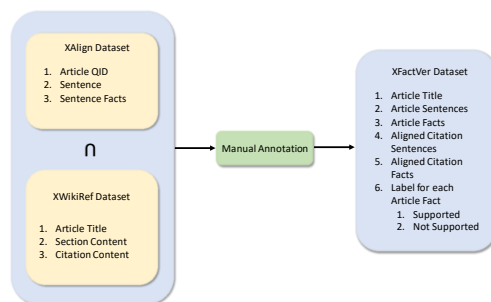 XAlign Dataset
1. Article QID
2. Sentence
3. Sentence Facts
∩
XWikiRef Dataset
1. Article Title
2. Section Content
3. Citation Content
Manual Annotation
XFactVer Dataset
1. Article Title
2. Article Sentences
3. Article Facts
4. Aligned Citation
Sentences
5. Aligned Citation
Facts
6. Label for each
Article Fact
1. Supported
2. Not Supported